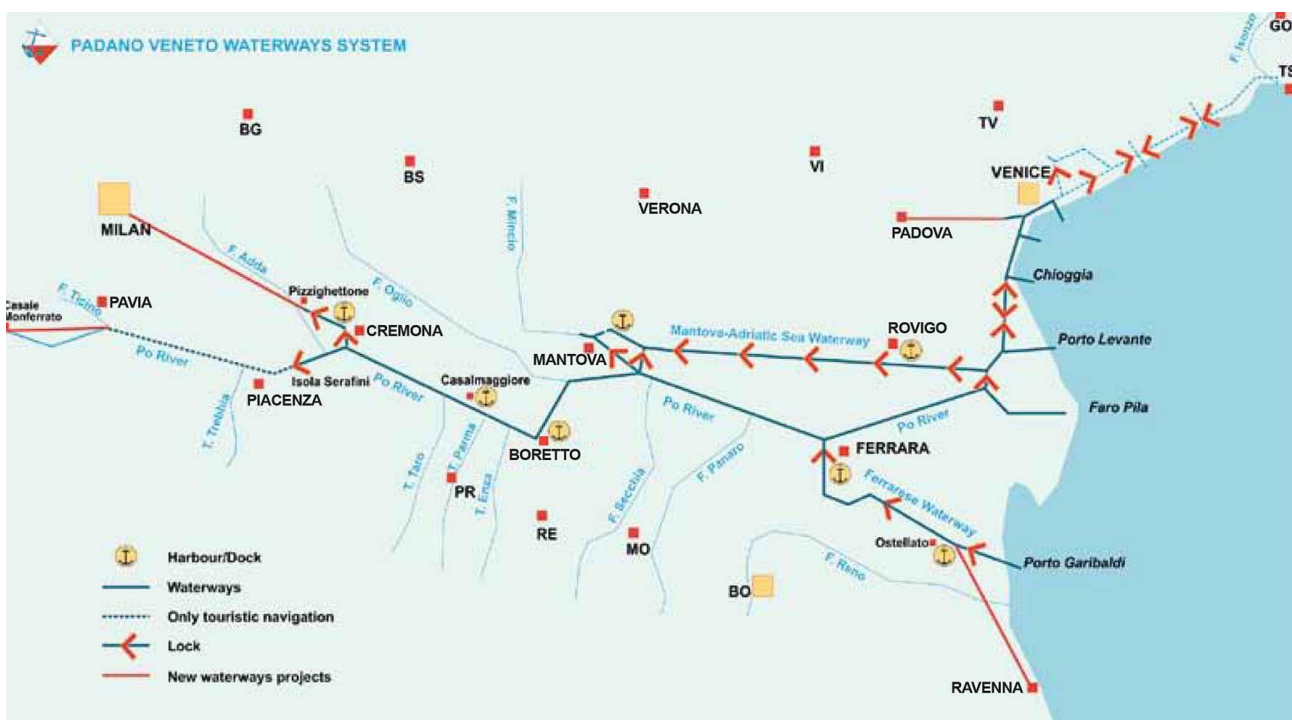 PADANO VENETO WATERWAYS SYSTEM
GO
F. Isonzo
TS
BG
TV
BS
VI
VENICE
MILAN
F. Mincio
VERONA
PADOVA
F. Adda
Chioggia
F. Oglio
Pizzighettone
F. Ticino
PAVIA
Casale
Monferrato
CREMONA
Mantova-Adriatic Sea Waterway
ROVIGO
Porto Levante
Po River
MANTOVA
Isola Serafini
Po River
Casalmaggiore
PIACENZA
Po River
Faro Pila
Po River
T. Trebbia
BORETTO
FERRARA
T. Taro
T. Parma
T. Enza
F. Secchia
F. Panaro
PR
Ferrarese Waterway
RE
MO
Ostellato
Porto Garibaldi
F. Reno
BO
Harbour/Dock
Waterways
Only touristic navigation
Lock
New waterways projects
RAVENNA